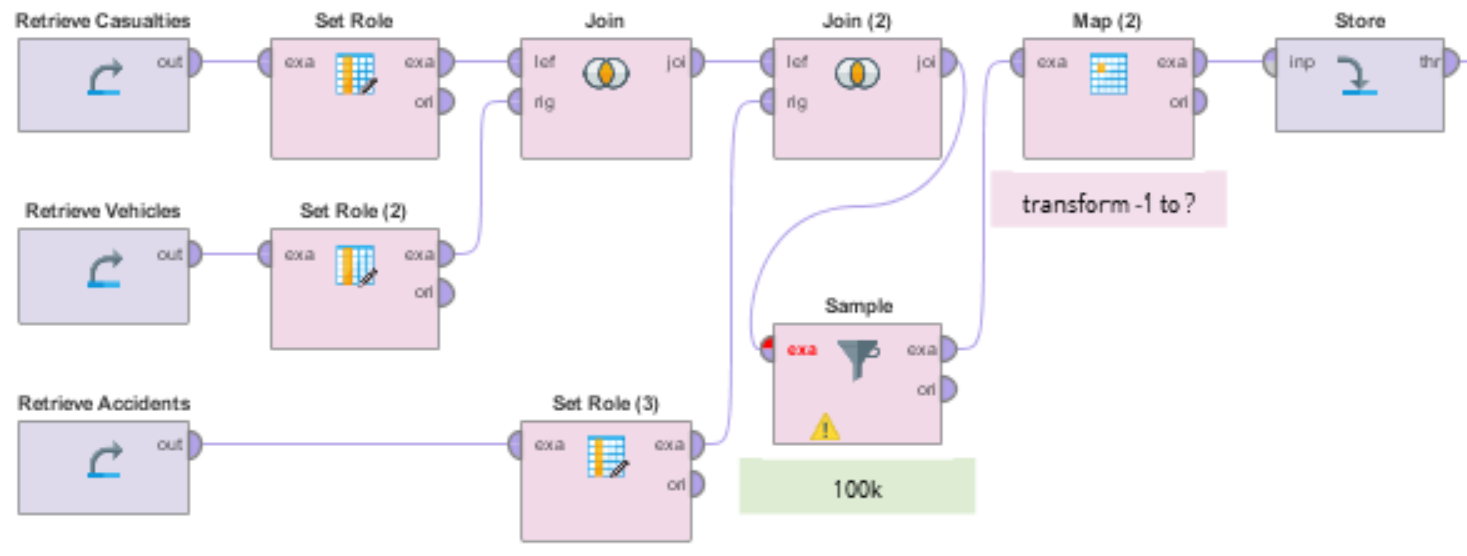 Retrieve Casualties
out
Set Role
exa exa
ori
Join
lef joi
rig
Join (2)
lef joi
rig
Map (2)
exa exa
ori
Store
inp thr
transform -1 to ?
Retrieve Vehicles
out
Set Role (2)
exa exa
ori
Sample
exa exa
ori
100k
Retrieve Accidents
out
Set Role (3)
exa exa
ori